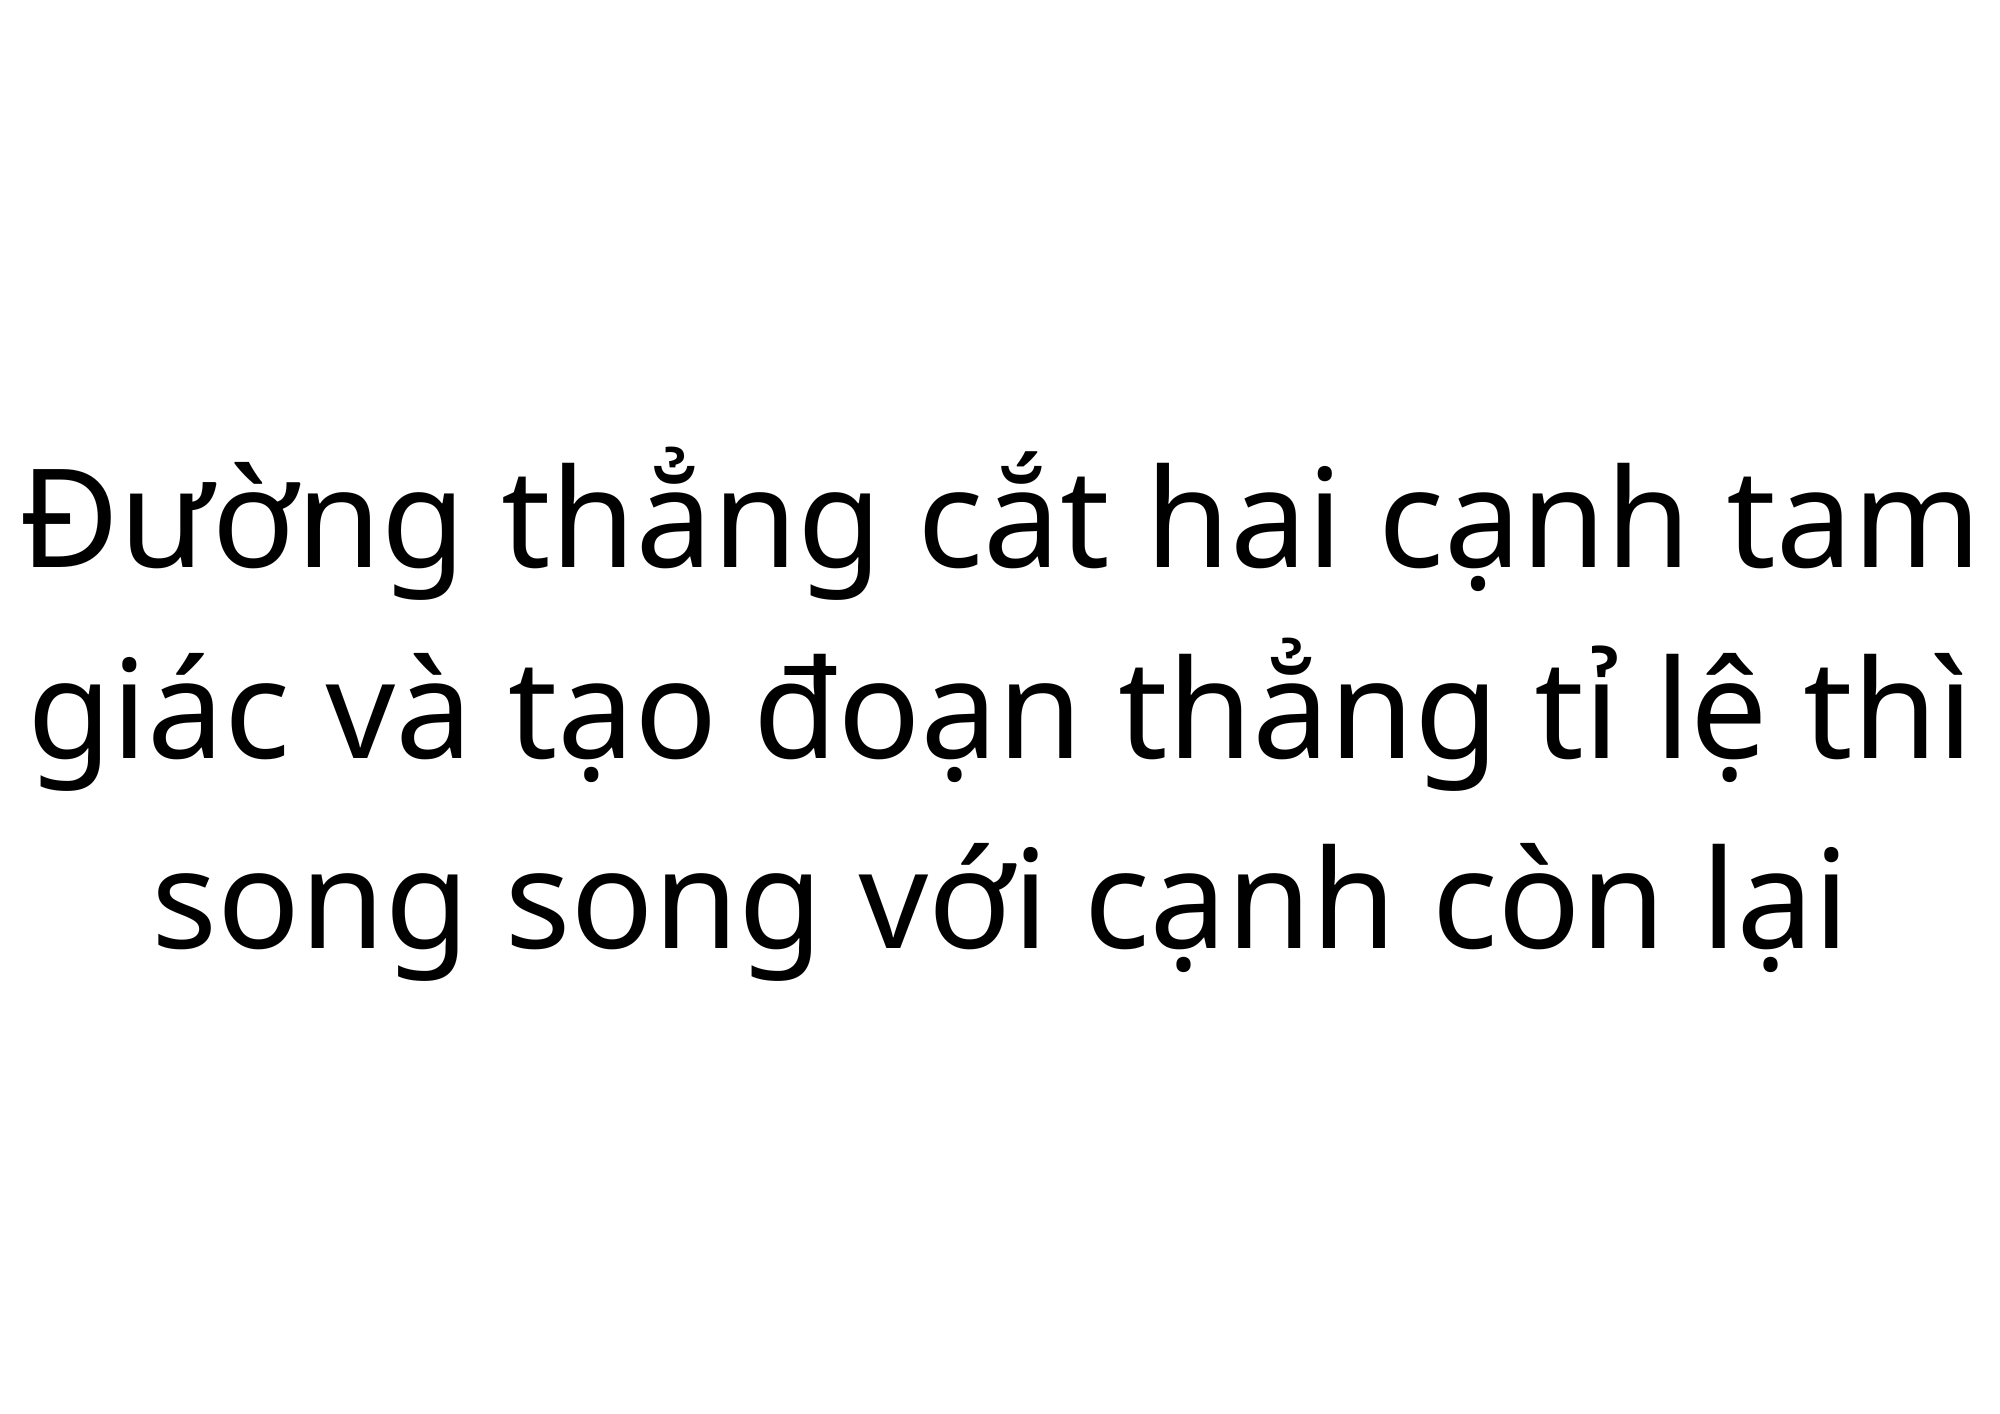 Đường thẳng cắt hai cạnh tam
giác và tạo đoạn thẳng tỉ lệ thì
song song với cạnh còn lại